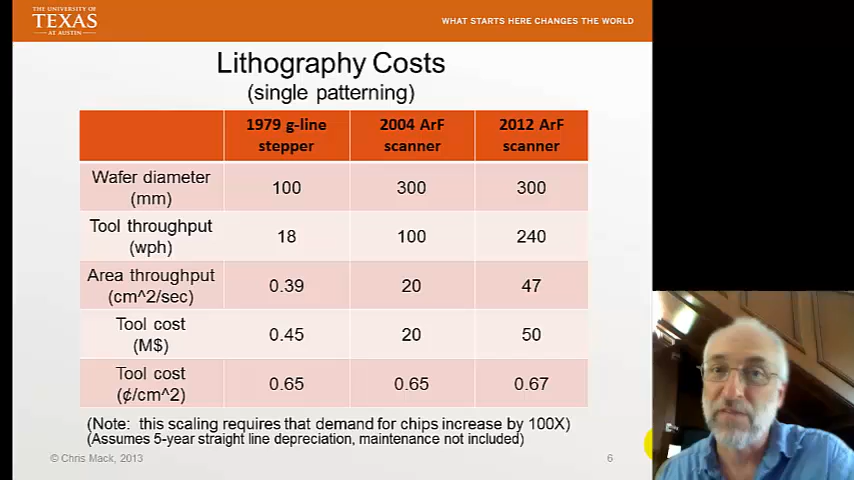 THE UNIVERSITY OF
TEXAS
AT AUSTIN
WHAT STARTS HERE CHANGES THE WORLD
Lithography Costs
(single patterning)
1979 g-line stepper 2004 ArF scanner 2012 ArF scanner
Wafer diameter (mm) 100 300 300
Tool throughput (wph) 18 100 240
Area throughput (cm^2/sec) 0.39 20 47
Tool cost (M$) 0.45 20 50
Tool cost (¢/cm^2) 0.65 0.65 0.67
(Note: this scaling requires that demand for chips increase by 100X)
(Assumes 5-year straight line depreciation, maintenance not included)
© Chris Mack, 2013
6